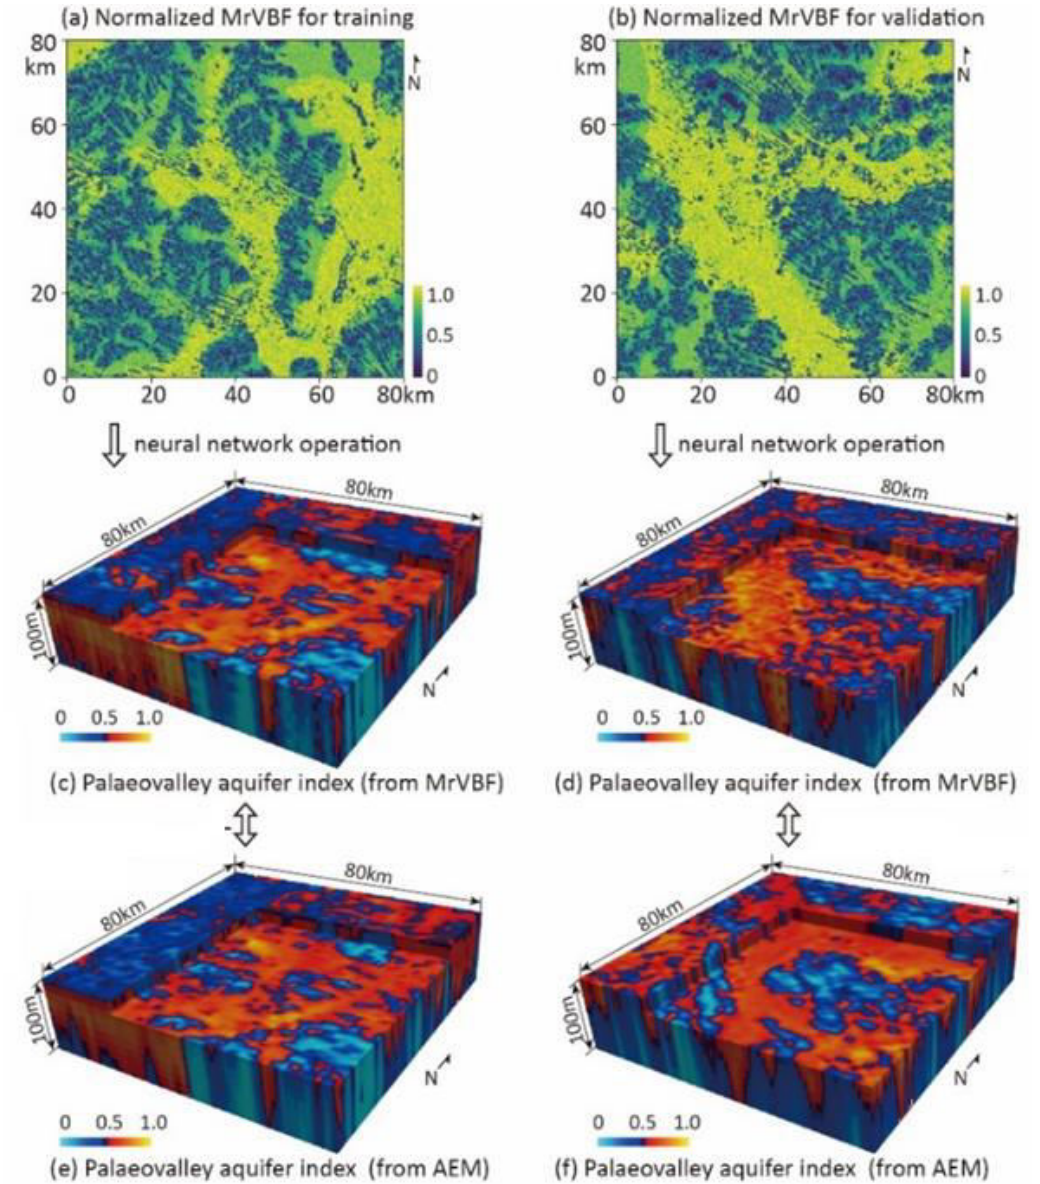 (a) Normalized MrVBF for training
(b) Normalized MrVBF for validation
80
km
60
40
20
0
0 20 40 60 80km
N
1.0
0.5
0
80
km
60
40
20
0
0 20 40 60 80km
N
1.0
0.5
0
neural network operation
neural network operation
80km
80km
100m
N
0 0.5 1.0
80km
80km
100m
N
0 0.5 1.0
(c) Palaeovalley aquifer index (from MrVBF)
(d) Palaeovalley aquifer index (from MrVBF)
80km
80km
100m
N
0 0.5 1.0
80km
80km
100m
N
0 0.5 1.0
(e) Palaeovalley aquifer index (from AEM)
(f) Palaeovalley aquifer index (from AEM)